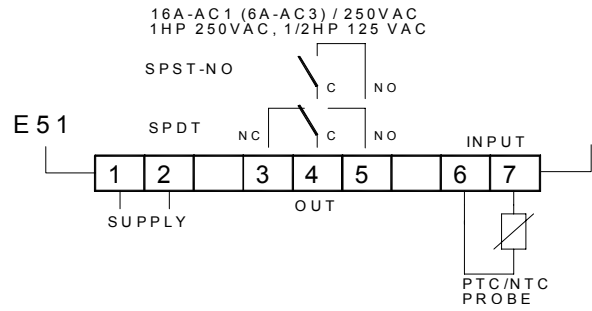 16A-AC1 (6A-AC3) / 250VAC
1HP 250VAC, 1/2HP 125 VAC
SPST-NO
C NO
E51
SPDT NC C NO
INPUT
1 2 3 4 5 6 7
OUT
SUPPLY
PTC/NTC
PROBE